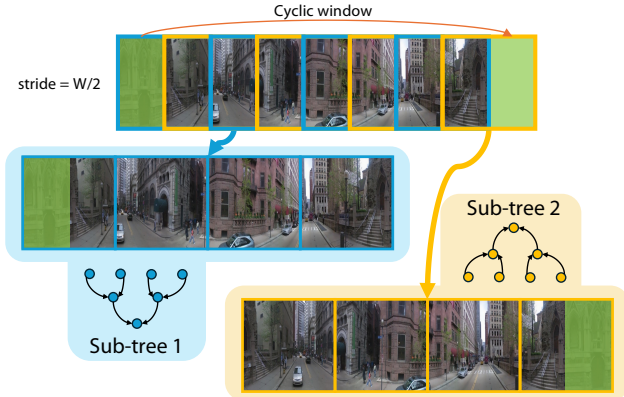 Cyclic window
stride = W/2
Sub-tree 2
Sub-tree 1